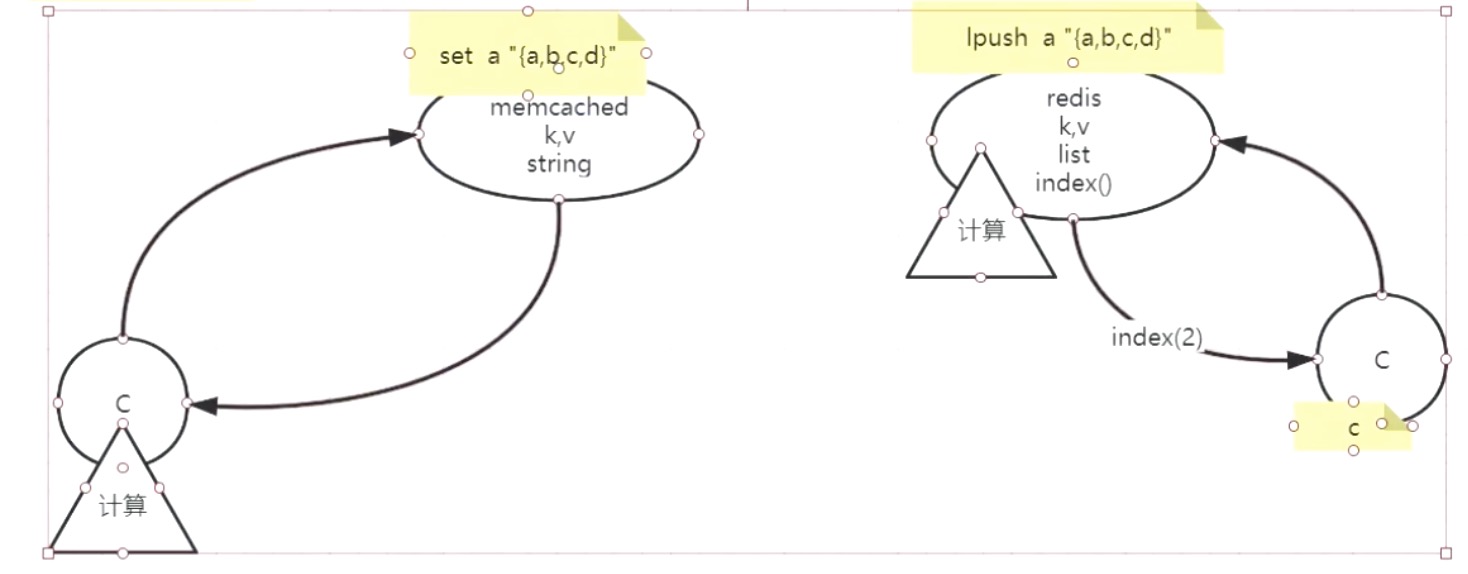 set a "{a,b,c,d}"
memcached
k,v
string
C
计算
lpush a "{a,b,c,d}"
redis
k,v
list
index()
计算
index(2)
C
c